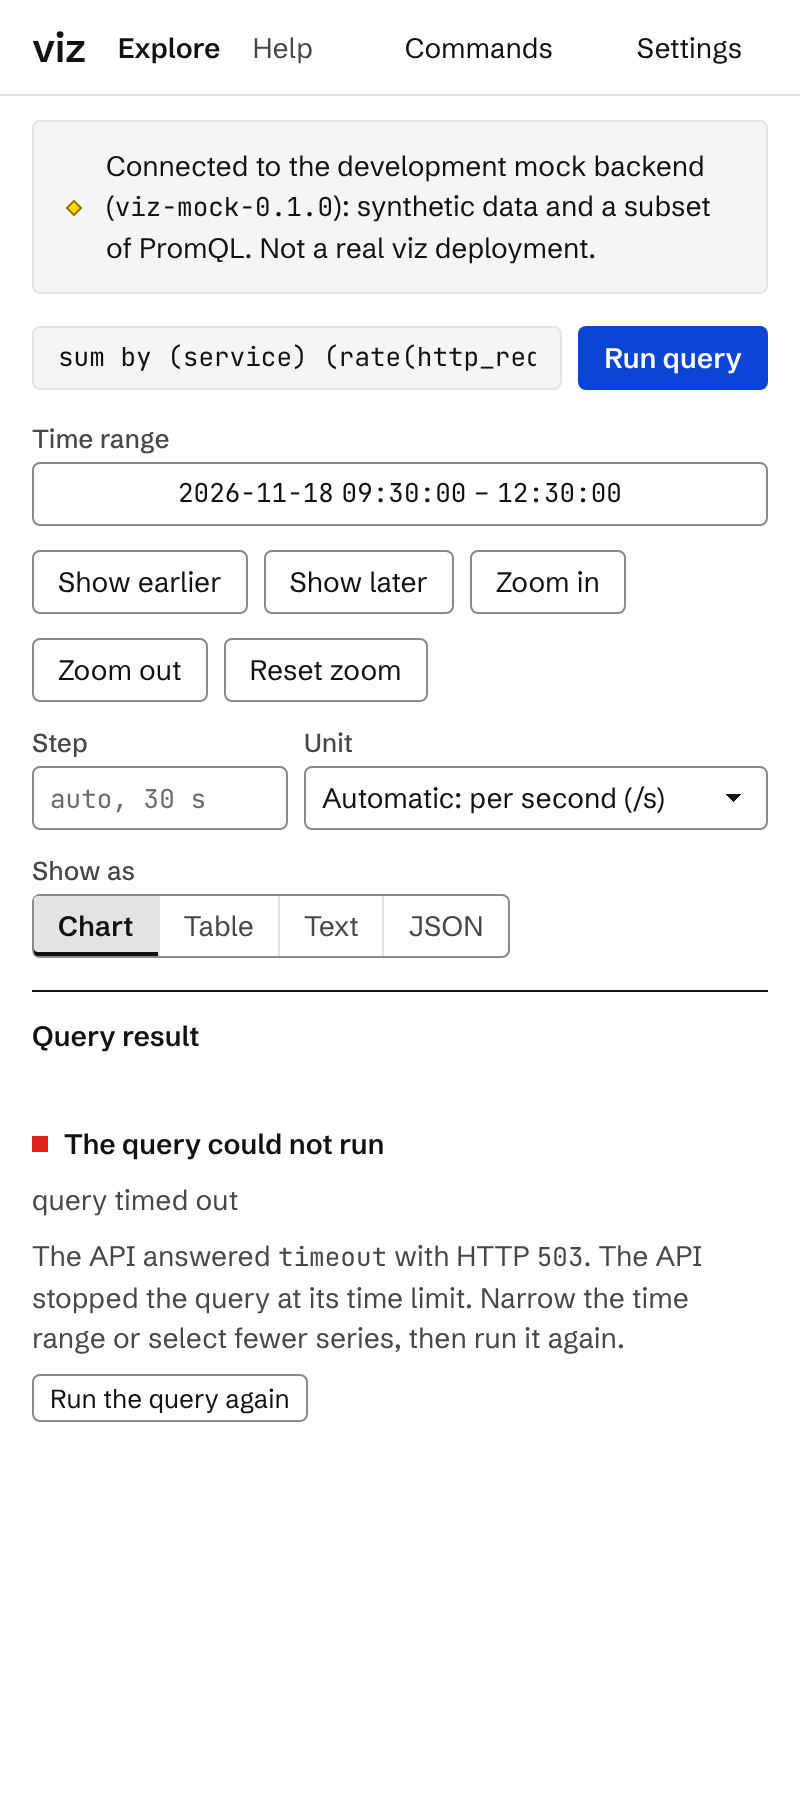 viz Explore Help Commands Settings
Connected to the development mock backend
(viz-mock-0.1.0): synthetic data and a subset
of PromQL. Not a real viz deployment.
sum by (service) (rate(http_req Run query
Time range
2026-11-18 09:30:00 – 12:30:00
Show earlier Show later Zoom in
Zoom out Reset zoom
Step Unit
auto, 30 s Automatic: per second (/s)
Show as
Chart Table Text JSON
Query result
The query could not run
query timed out
The API answered timeout with HTTP 503. The API
stopped the query at its time limit. Narrow the time
range or select fewer series, then run it again.
Run the query again